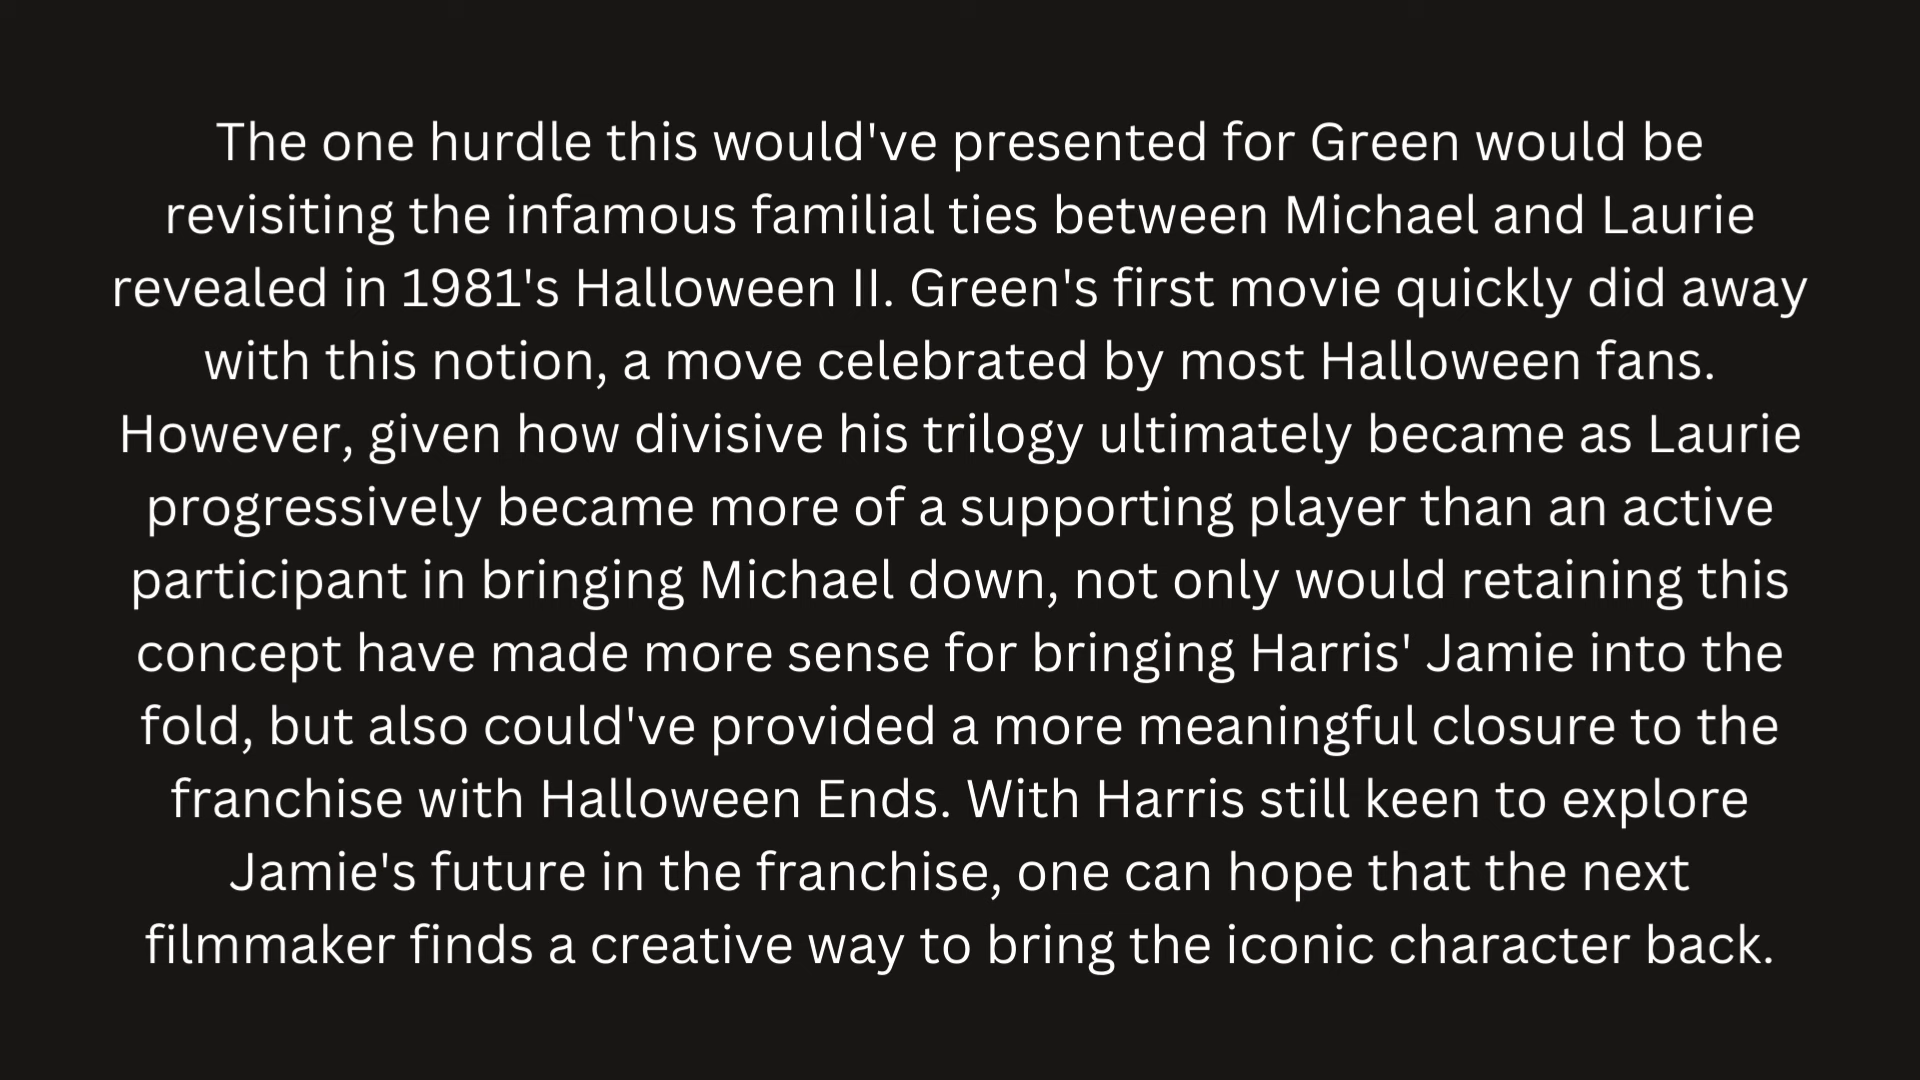 The one hurdle this would've presented for Green would be
revisiting the infamous familial ties between Michael and Laurie
revealed in 1981's Halloween II. Green's first movie quickly did away
with this notion, a move celebrated by most Halloween fans.
However, given how divisive his trilogy ultimately became as Laurie
progressively became more of a supporting player than an active
participant in bringing Michael down, not only would retaining this
concept have made more sense for bringing Harris' Jamie into the
fold, but also could've provided a more meaningful closure to the
franchise with Halloween Ends. With Harris still keen to explore
Jamie's future in the franchise, one can hope that the next
filmmaker finds a creative way to bring the iconic character back.